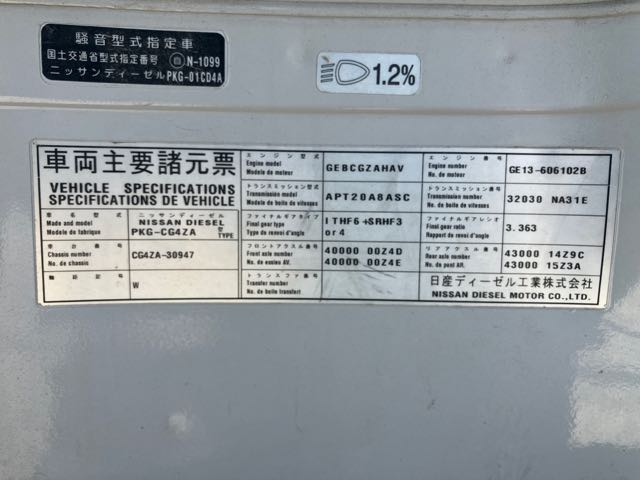 騒音型式指定車
国土交通省型式指定番号 自 N-1099
ニッサンディーゼル PKG-01CD4A
1.2%
車両主要諸元票
VEHICLE SPECIFICATIONS
SPECIFICATIONS DE VEHICLE
車名型式
Made and model
Modele de fabrique
ニッサンディーゼル
NISSAN DIESEL
PKG-CG4ZA 型 TYPE
車台番号
Chassis number
No. de chassis
CG4ZA-30947
W
エンジン型式
Engine model
Modele de moteur
GEBCGZAHAV
トランスミッション型式
Transmission model
Modele de boite de vitesses
APT20A8ASC
ファイナルギアタイプ
Final gear type
Type de renvoi d'angle
ITHF6+SRHF3
or4
フロントアクスル番号
Front axle number
No. de essieu AV.
40000 00Z4D
40000 00Z4E
トランスファ番号
Transfer number
No. de boite transfert
エンジン番号
Engine number
No. de moteur
GE13-606102B
トランスミッション番号
Transmission number
No. de boite de vitesses
32030 NA31E
ファイナルギアレシオ
Final gear ratio
Rapport de renvoi d'angle
3.363
リアアクスル番号
Rear axle number
No. de pont AR.
43000 14Z9C
43000 15Z3A
日産ディーゼル工業株式会社
NISSAN DIESEL MOTOR CO.,LTD.